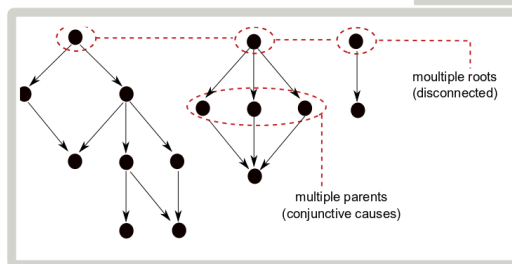 moultiple roots
(disconnected)
multiple parents
(conjunctive causes)